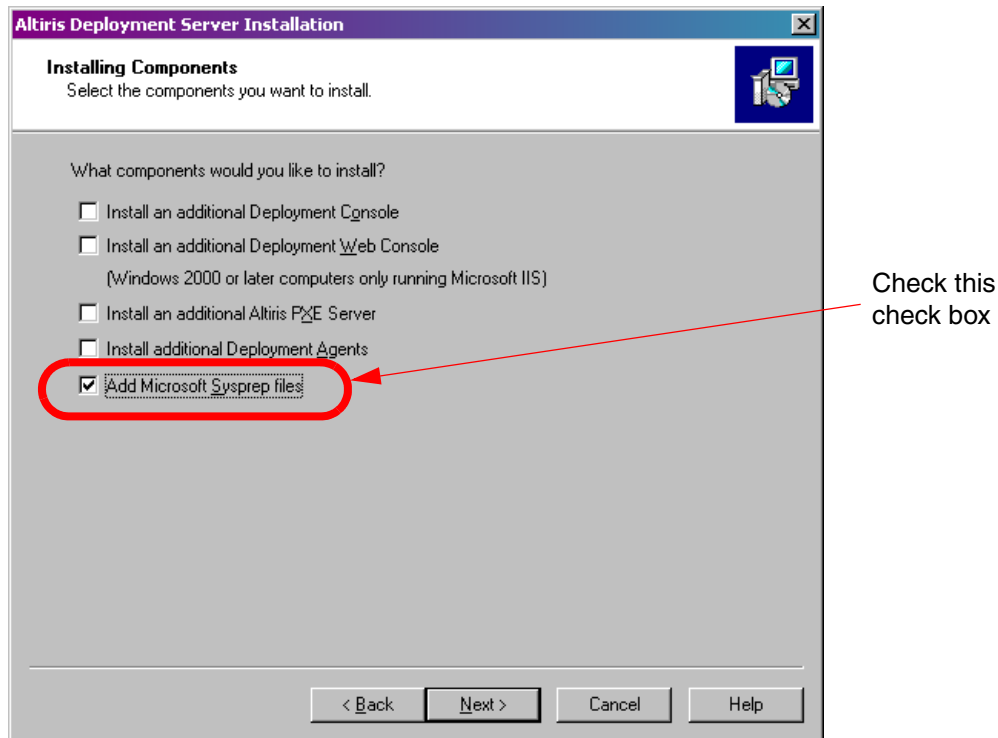 Altiris Deployment Server Installation
Installing Components
Select the components you want to install.
What components would you like to install?
Install an additional Deployment Console
Install an additional Deployment Web Console
(Windows 2000 or later computers only running Microsoft IIS)
Install an additional Altiris PXE Server
Install additional Deployment Agents
Add Microsoft Sysprep files
Check this
check box
< Back
Next >
Cancel
Help